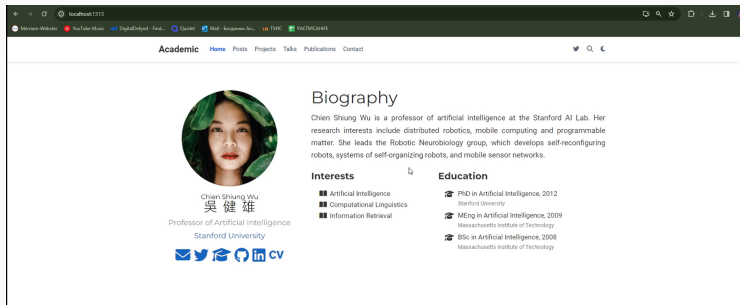 localhost:1313
Merriam-Webster YouTube Music DigitalDefynd - Find... Quizlet РАСПИСАНИЕ
Academic Home Posts Projects Talks Publications Contact
Biography
Chien Shiung Wu is a professor of artificial intelligence at the Stanford AI Lab. Her
research interests include distributed robotics, mobile computing and programmable
matter. She leads the Robotic Neurobiology group, which develops self-reconfiguring
robots, systems of self-organizing robots, and mobile sensor networks.
Chien Shiung Wu
吳健雄
Professor of Artificial Intelligence
Stanford University
CV
Interests
Artificial Intelligence
Computational Linguistics
Information Retrieval
Education
PhD in Artificial Intelligence, 2012
Stanford University
MEng in Artificial Intelligence, 2009
Massachusetts Institute of Technology
BSc in Artificial Intelligence, 2008
Massachusetts Institute of Technology